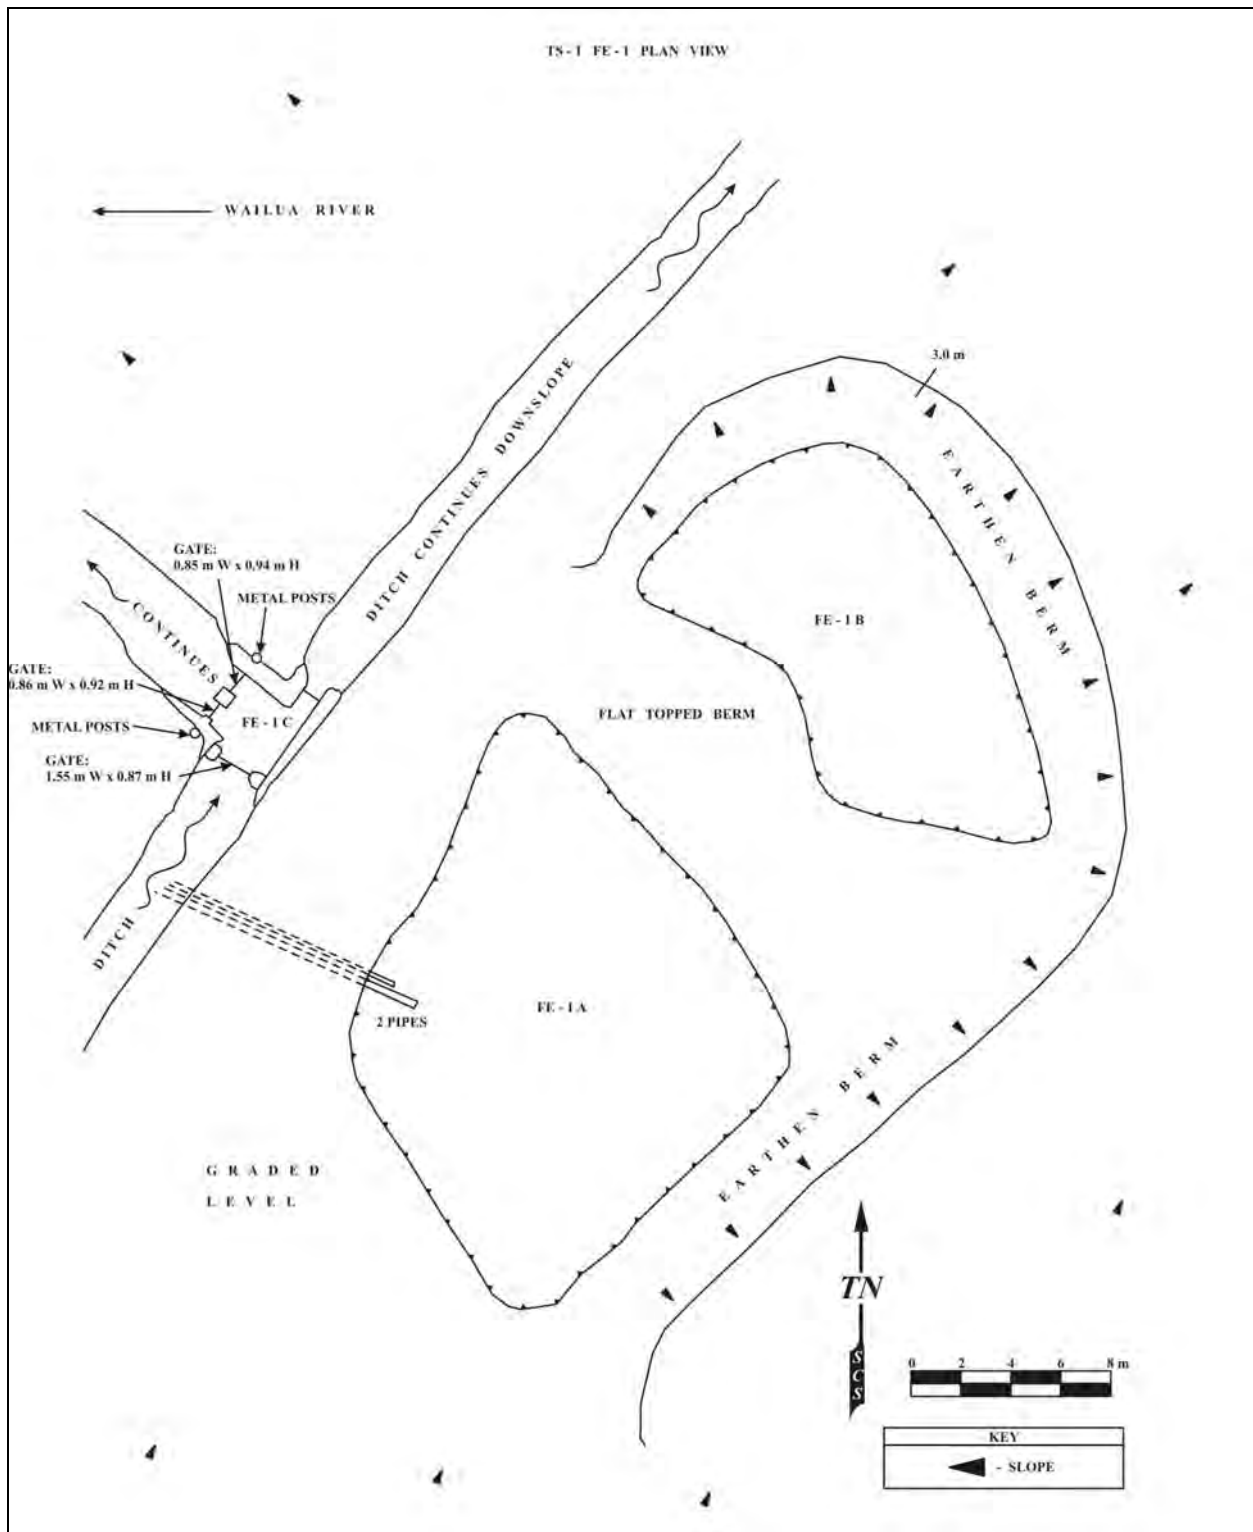 TS - 1 FE - 1 PLAN VIEW
WAILUA RIVER
3.0 m
DITCH CONTINUES DOWNSLOPE
EARTHEN BERM
GATE:
0.85 m W x 0.94 m H
METAL POSTS
CONTINUES
FE - 1 B
GATE:
0.86 m W x 0.92 m H
FE - 1 C
METAL POSTS
FLAT TOPPED BERM
GATE:
1.55 m W x 0.87 m H
DITCH
FE - 1 A
2 PIPES
EARTHEN BERM
GRADED
LEVEL
TN
SCS
0 2 4 6 8 m
KEY
- SLOPE